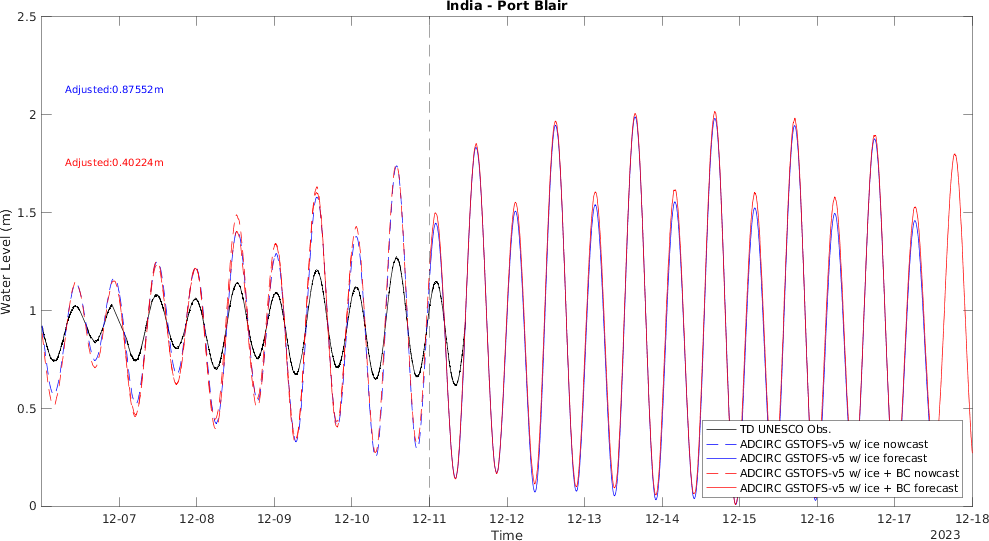 India - Port Blair
2.5
2
1.5
1
0.5
0
Water Level (m)
Adjusted:0.87552m
Adjusted:0.40224m
TD UNESCO Obs.
ADCIRC GSTOFS-v5 w/ ice nowcast
ADCIRC GSTOFS-v5 w/ ice forecast
ADCIRC GSTOFS-v5 w/ ice + BC nowcast
ADCIRC GSTOFS-v5 w/ ice + BC forecast
12-07 12-08 12-09 12-10 12-11 12-12 12-13 12-14 12-15 12-16 12-17 12-18
Time
2023